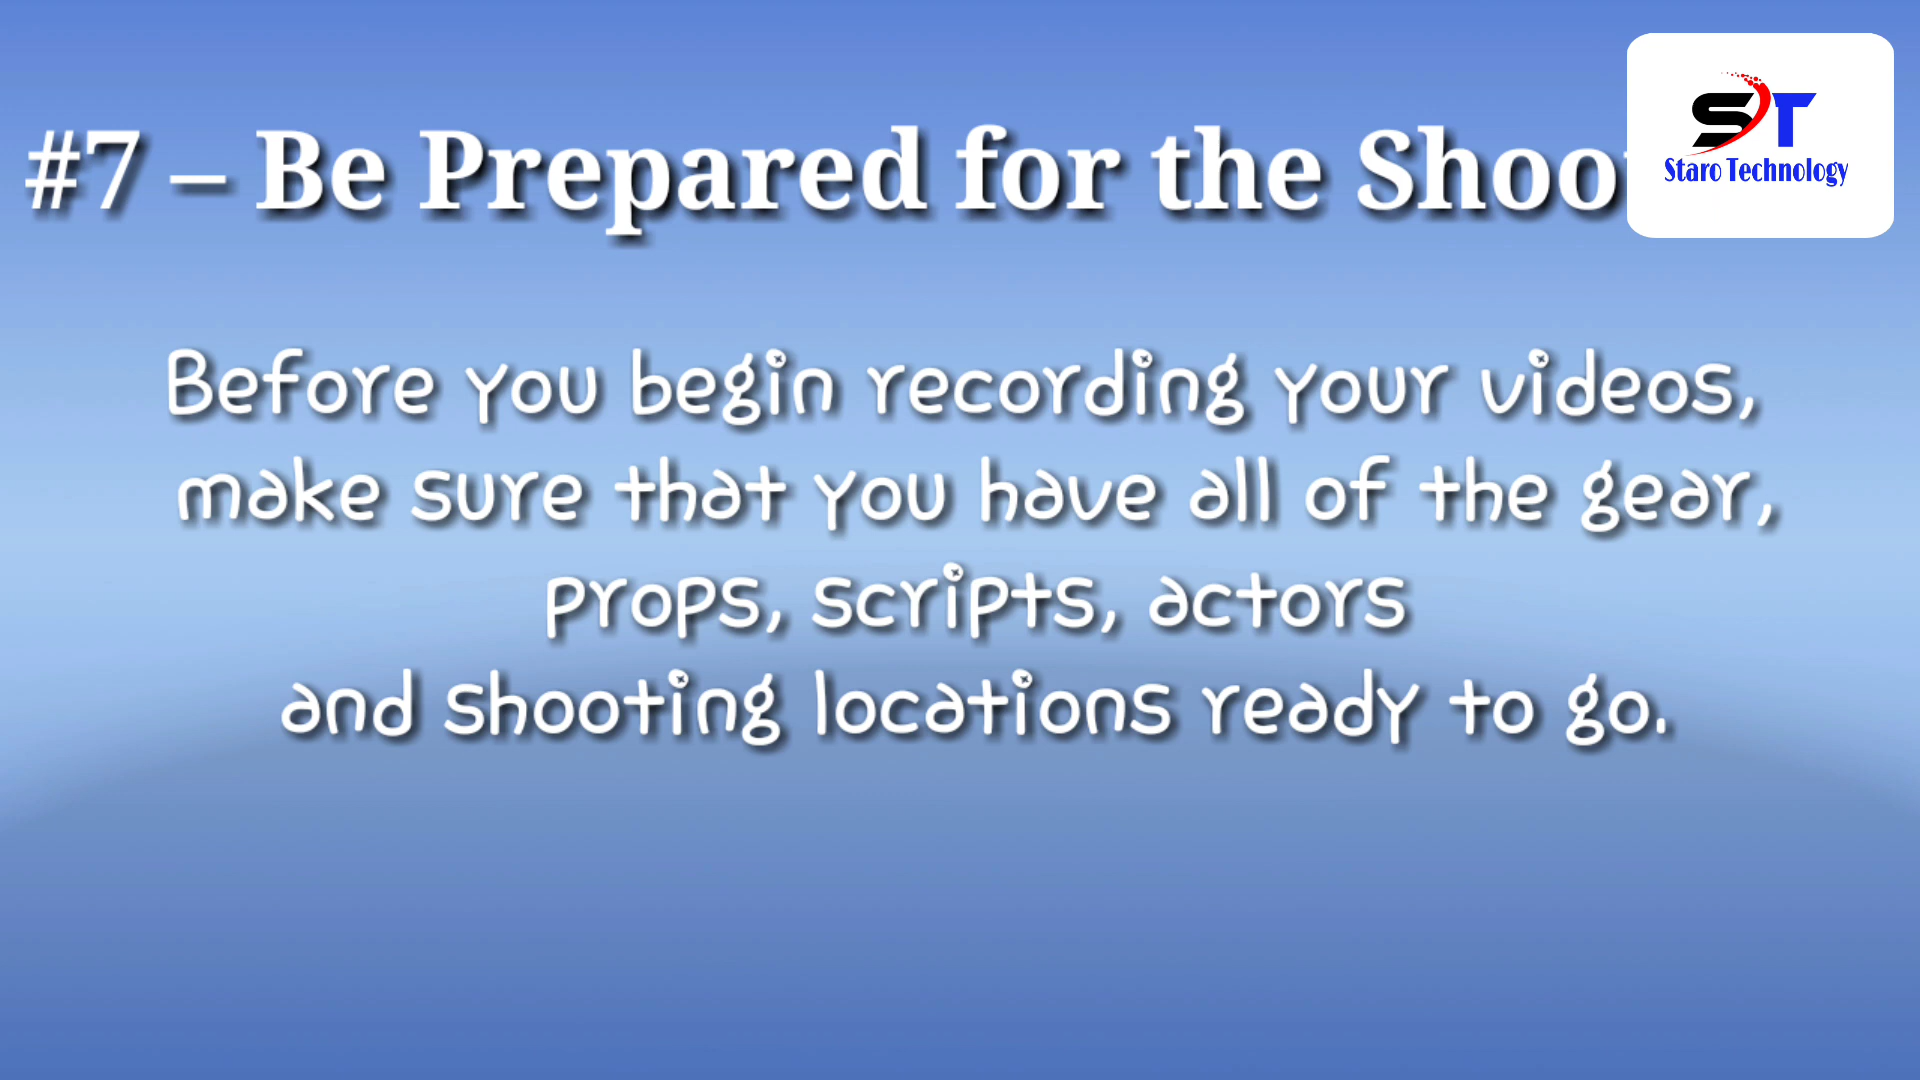 #7 – Be Prepared for the Shoo
ST
Staro Technology
Before you begin recording your videos,
make sure that you have all of the gear,
props, scripts, actors
and shooting locations ready to go.